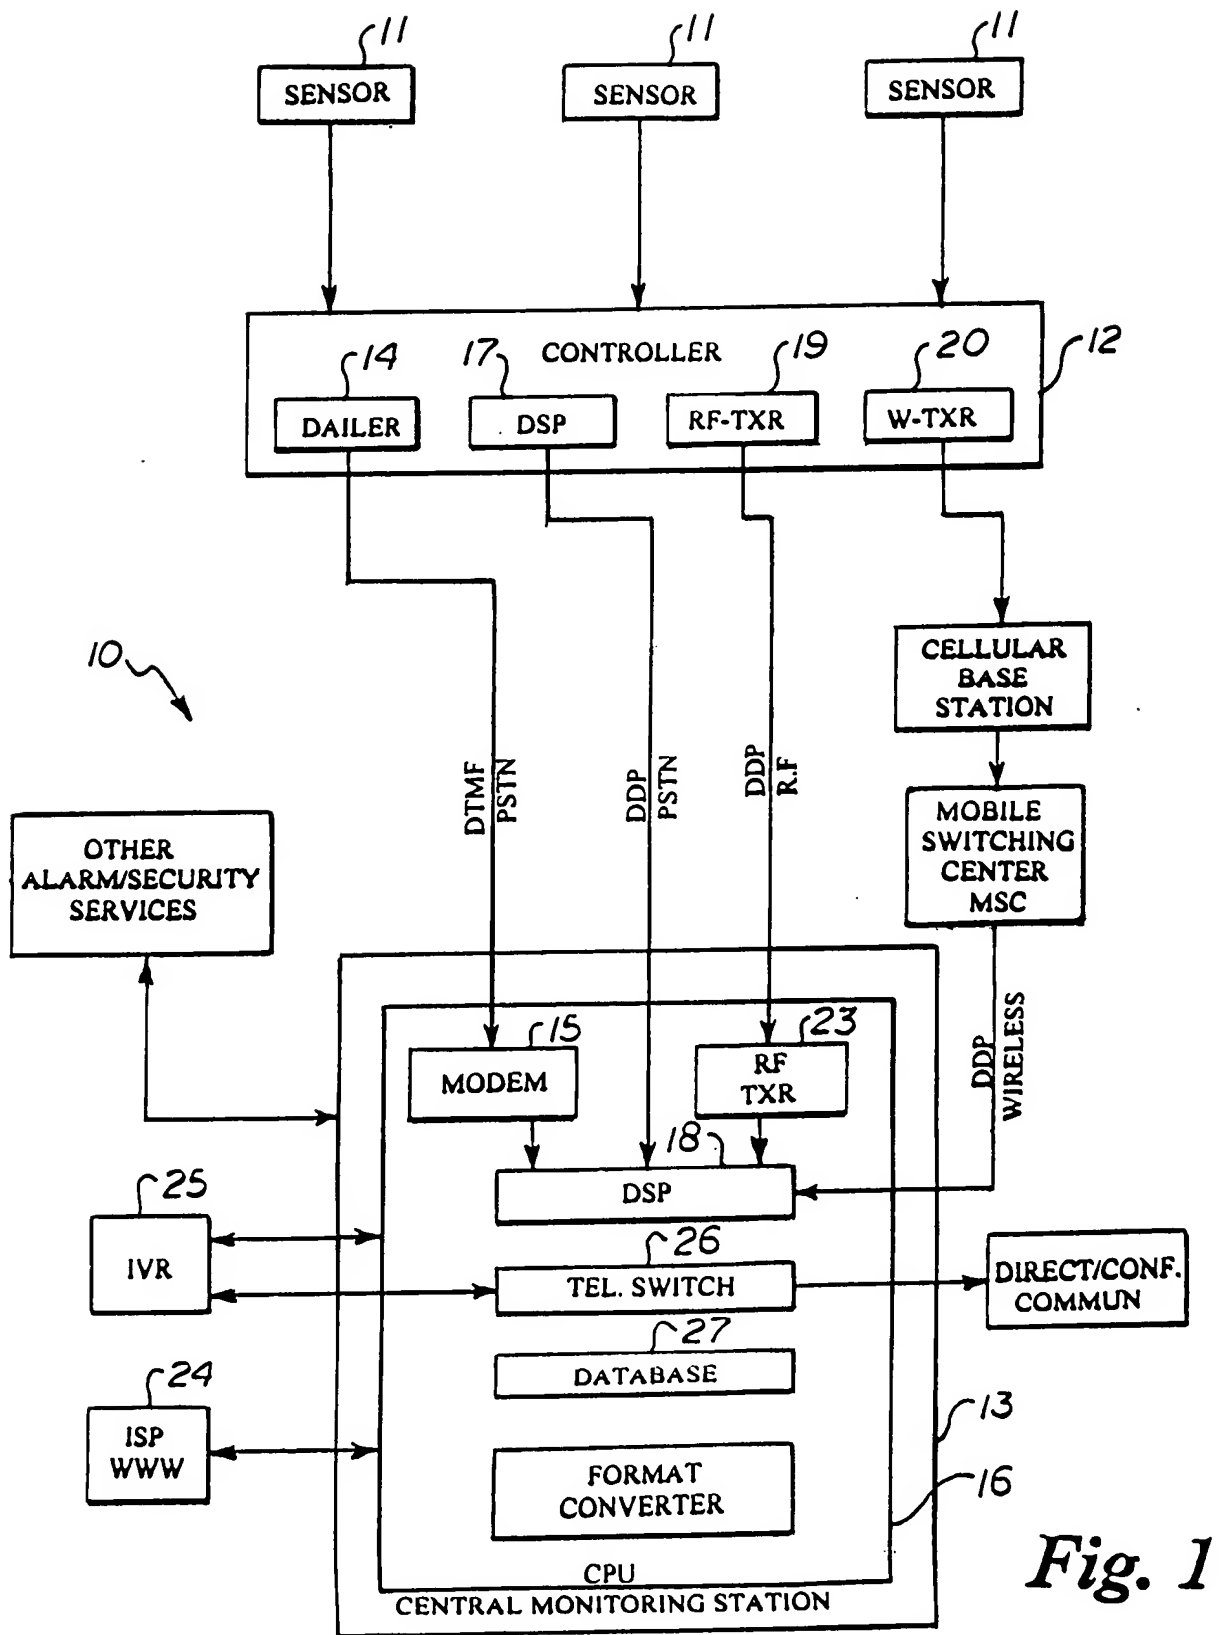 11
11
11
SENSOR
SENSOR
SENSOR
CONTROLLER
12
14
17
19
20
DAILER
DSP
RF-TXR
W-TXR
10
CELLULAR
BASE
STATION
DTMF
PSTN
DDP
PSTN
DDP
R.F
MOBILE
SWITCHING
CENTER
MSC
OTHER
ALARM/SECURITY
SERVICES
DDP
WIRELESS
15
MODEM
23
RF
TXR
18
DSP
25
IVR
26
TEL. SWITCH
DIRECT/CONF.
COMMUN
27
DATABASE
24
ISP
WWW
13
16
FORMAT
CONVERTER
CPU
CENTRAL MONITORING STATION
Fig. 1